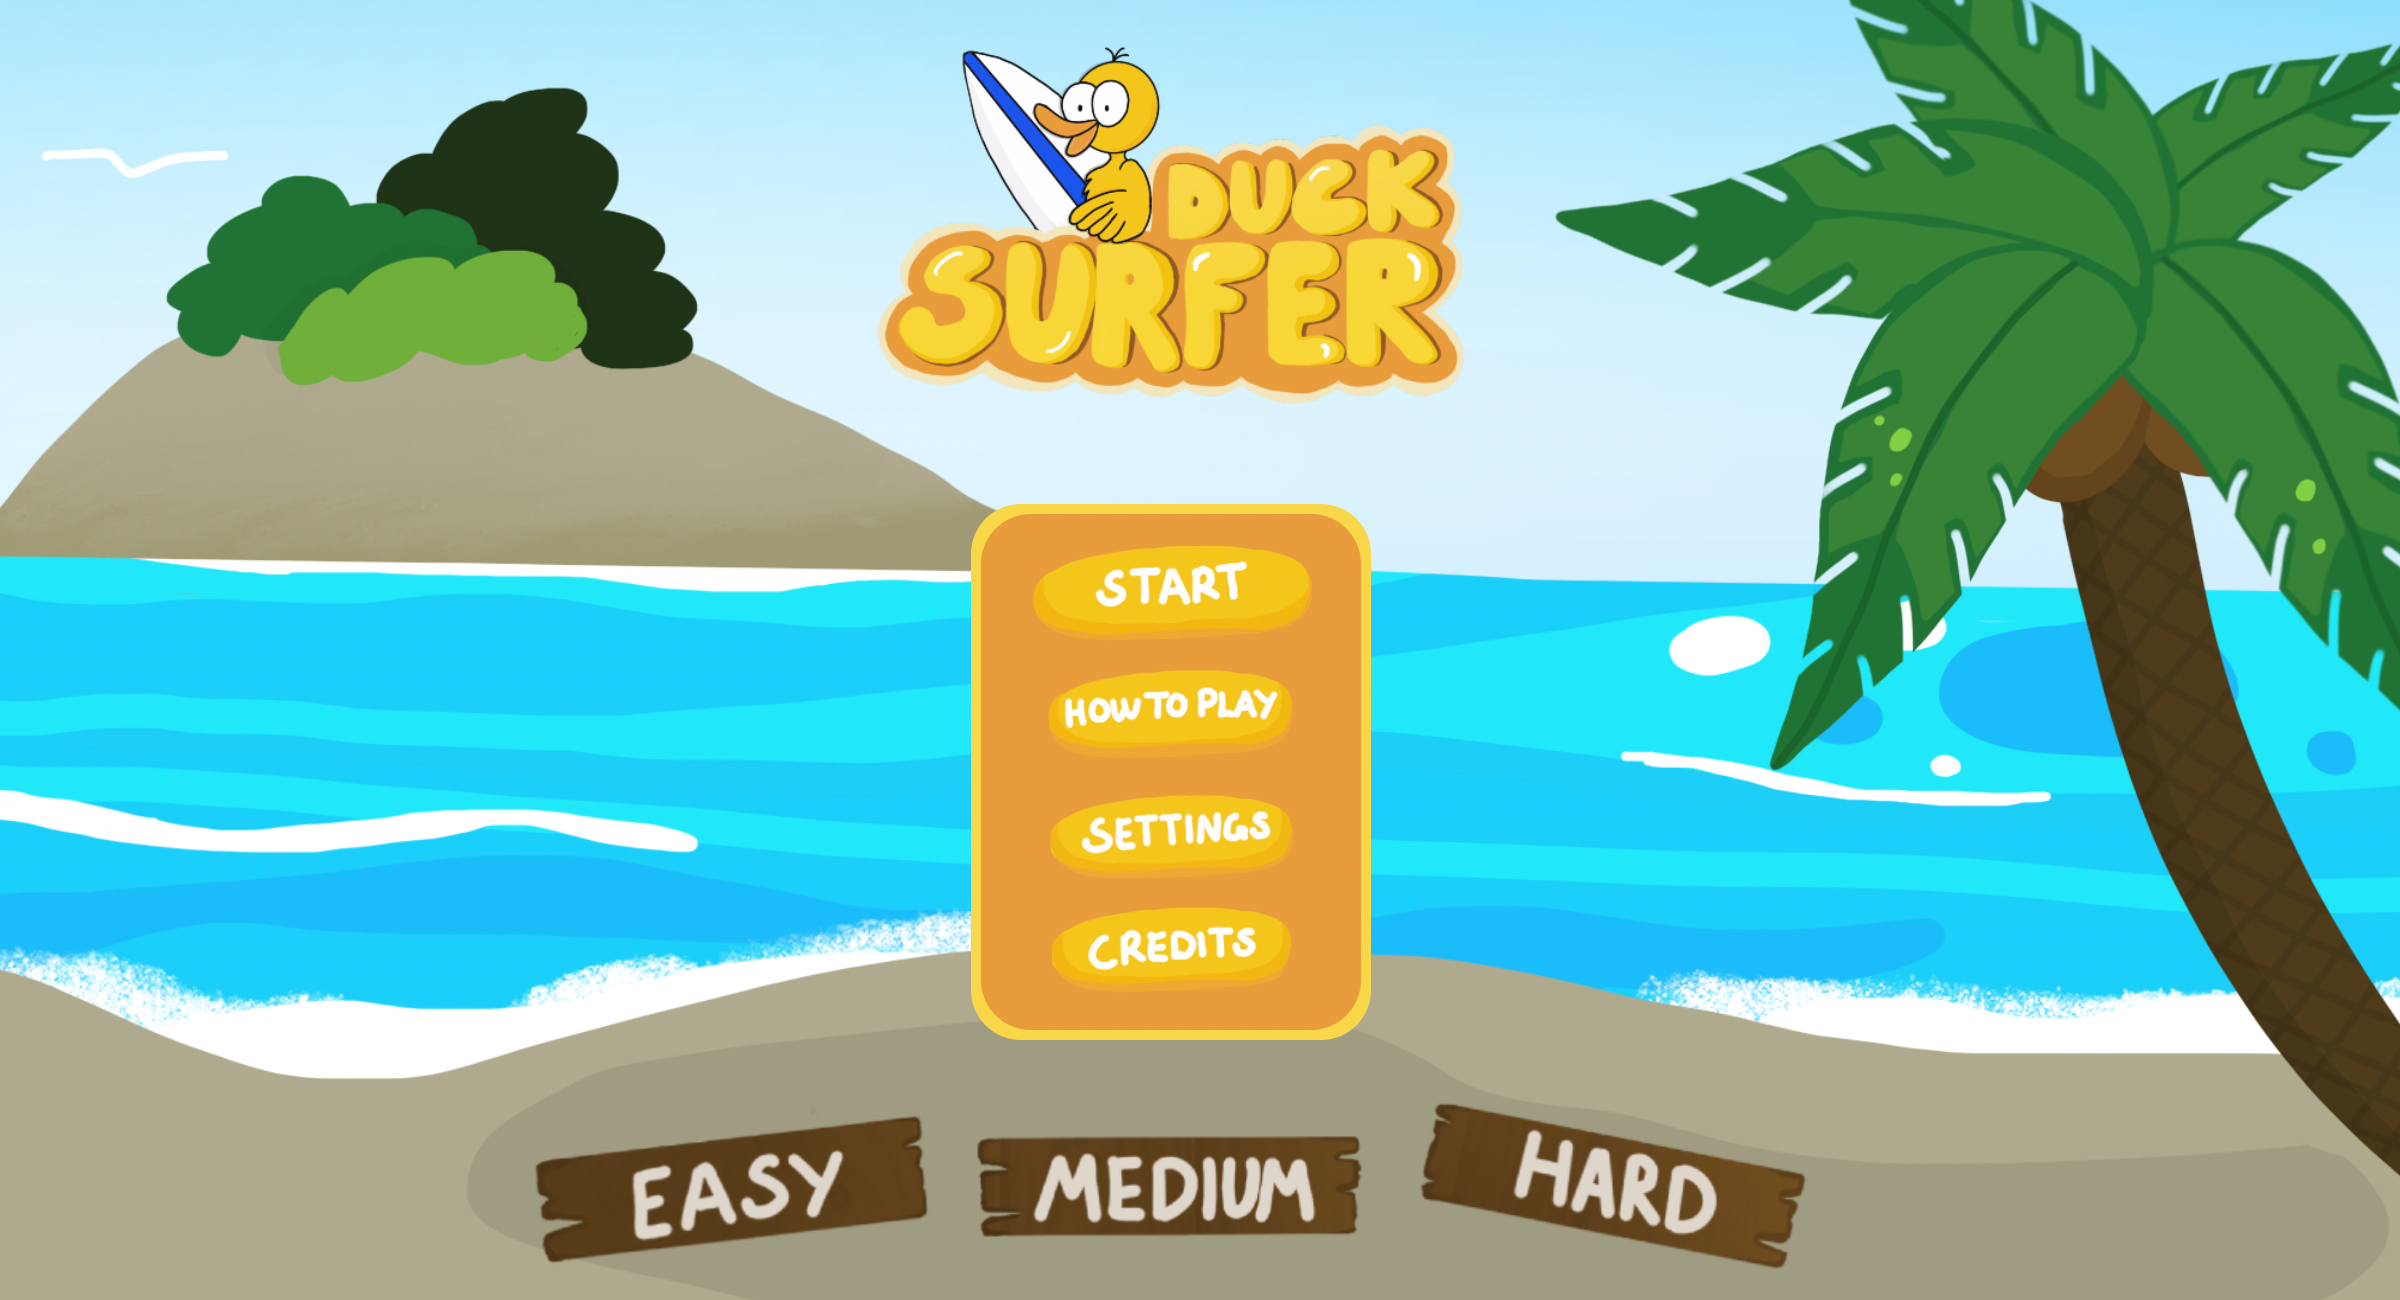 DUCK
SURFER
START
HOW TO PLAY
SETTINGS
CREDITS
EASY
MEDIUM
HARD